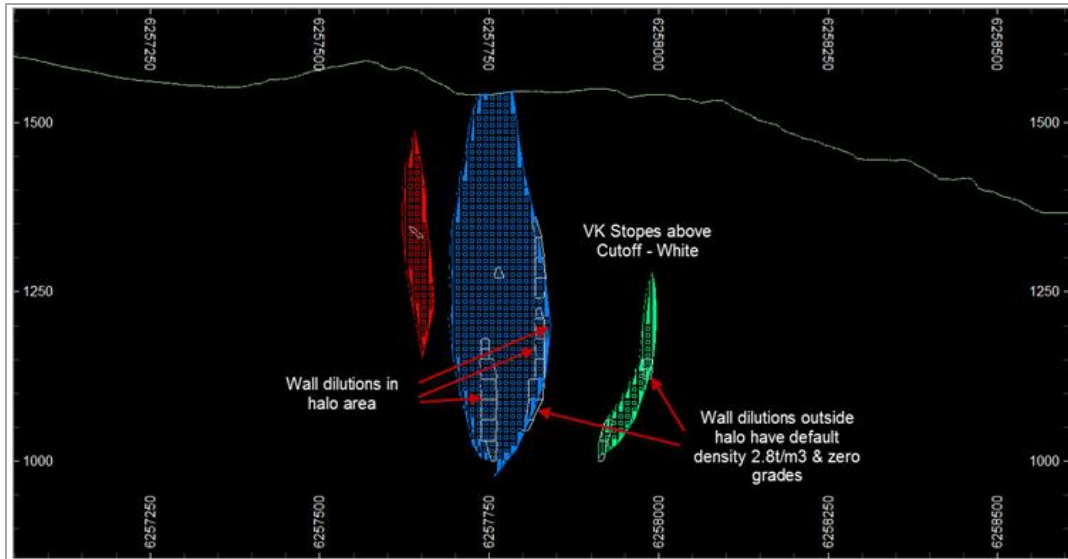 6257250
6257500
6257750
6258000
6258250
6258500
1500
1500
VK Stopes above
Cutoff - White
1250
1250
Wall dilutions in
halo area
Wall dilutions outside
halo have default
density 2.8t/m3 & zero
grades
1000
1000
6257250
6257500
6257750
6258000
6258250
6258500